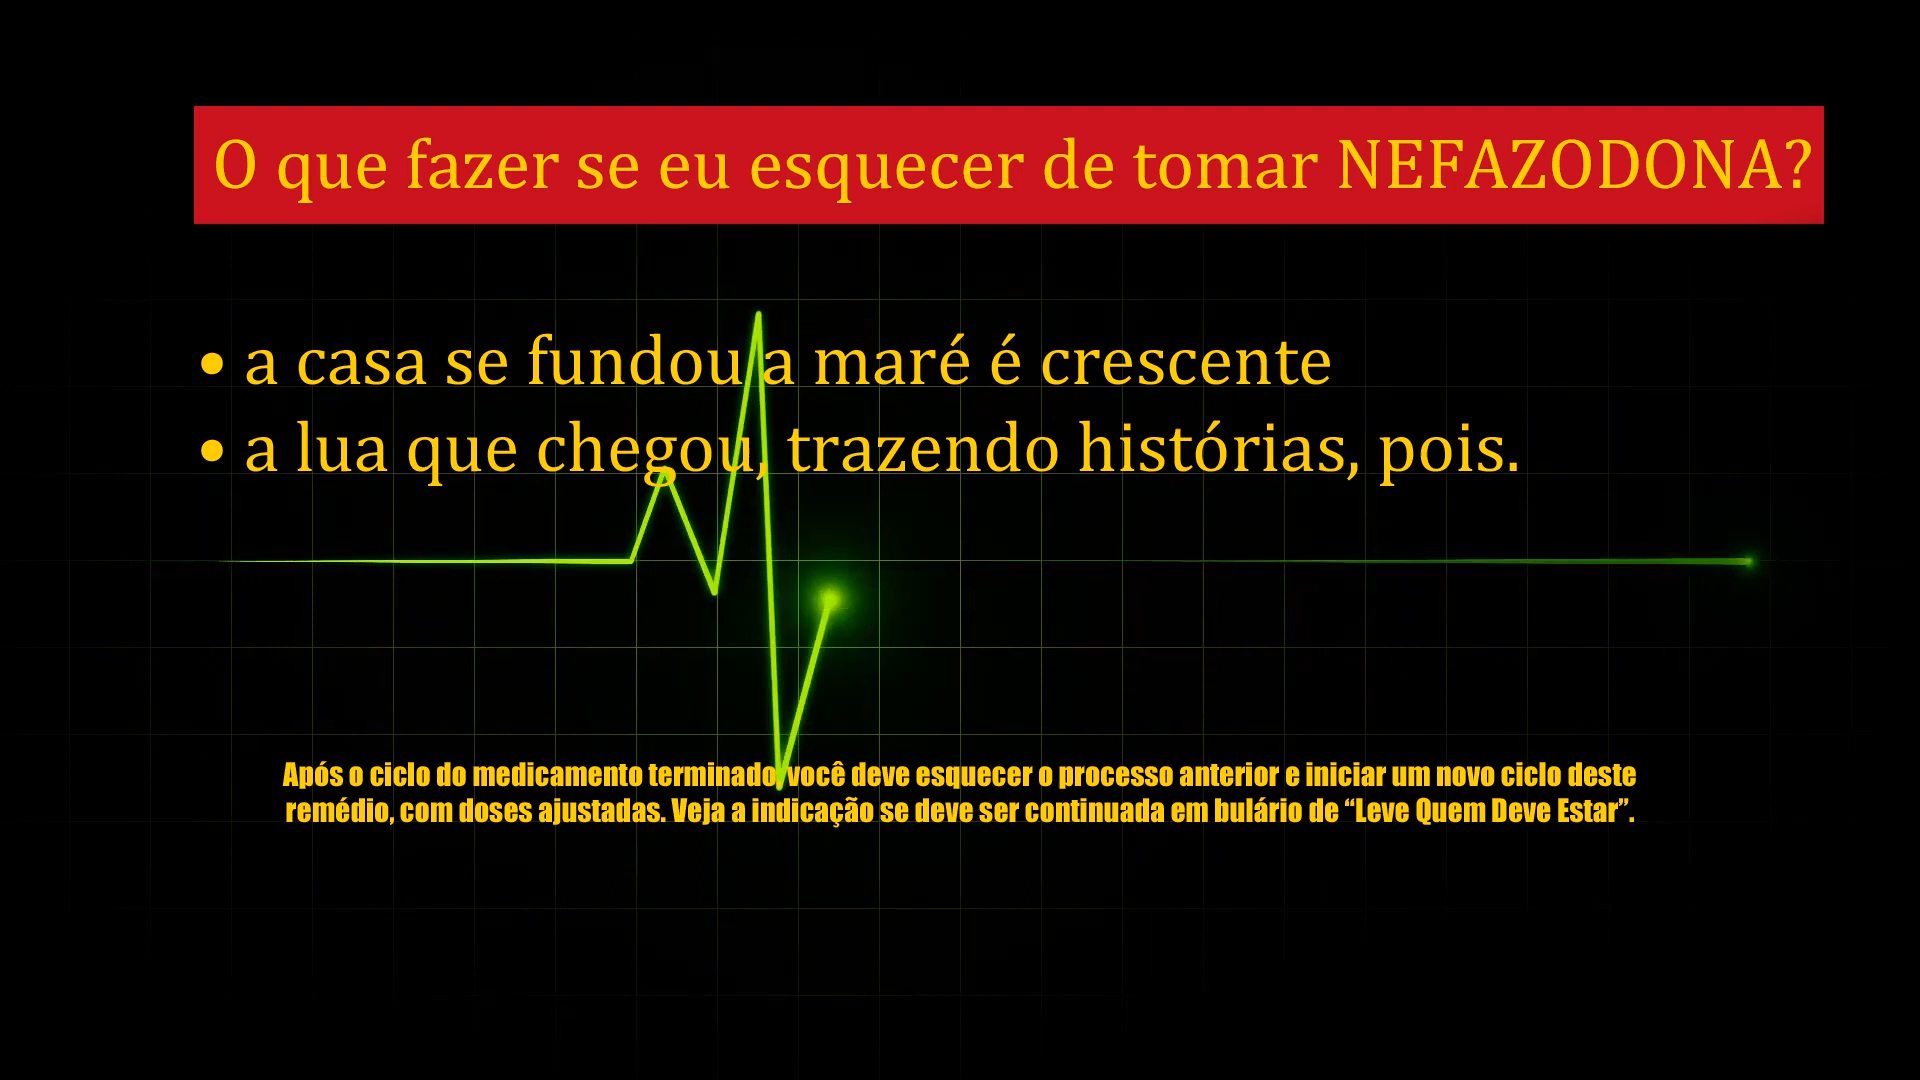 O que fazer se eu esquecer de tomar NEFAZODONA?
• a casa se fundou a maré é crescente
• a lua que chegou, trazendo histórias, pois.
Após o ciclo do medicamento terminado, você deve esquecer o processo anterior e iniciar um novo ciclo deste
remédio, com doses ajustadas. Veja a indicação se deve ser continuada em bulário de “Leve Quem Deve Estar”.